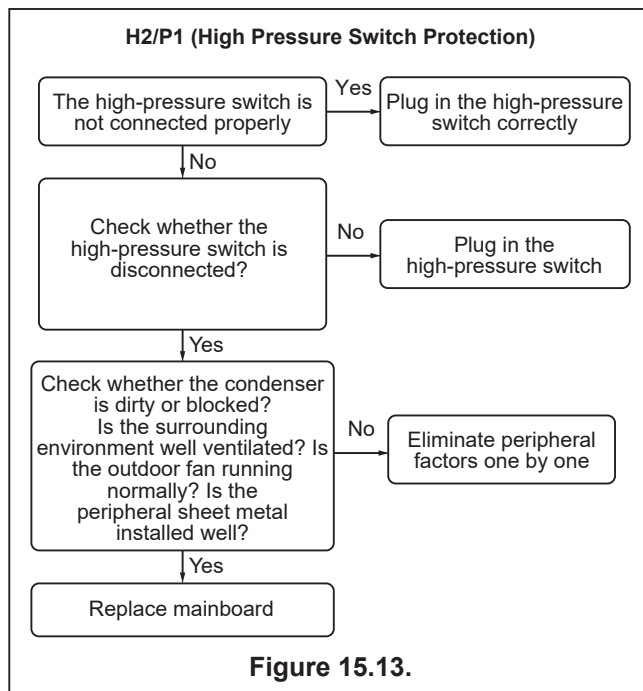 H2/P1 (High Pressure Switch Protection)
The high-pressure switch is
not connected properly
Yes
Plug in the high-pressure
switch correctly
No
Check whether the
high-pressure switch is
disconnected?
No
Plug in the
high-pressure switch
Yes
Check whether the condenser
is dirty or blocked?
Is the surrounding
environment well ventilated? Is
the outdoor fan running
normally? Is the
peripheral sheet metal
installed well?
No
Eliminate peripheral
factors one by one
Yes
Replace mainboard
Figure 15.13.